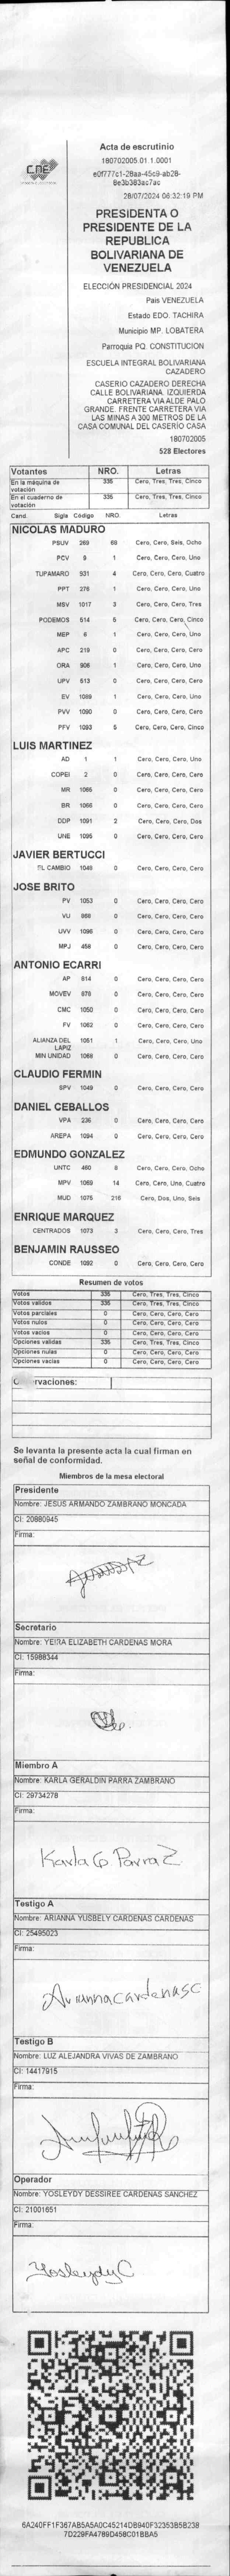 CNE
Acta de escrutinio
180702005.01.1.0001
e0f777c1-28aa-45c9-ab28-
8e3b383ac7ac
28/07/2024 06:32:19 PM
PRESIDENTA O
PRESIDENTE DE LA
REPUBLICA
BOLIVARIANA DE
VENEZUELA
ELECCIÓN PRESIDENCIAL 2024
Pais VENEZUELA
Estado EDO. TACHIRA
Municipio MP. LOBATERA
Parroquia PQ. CONSTITUCION
ESCUELA INTEGRAL BOLIVARIANA
CAZADERO
CASERIO CAZADERO DERECHA
CALLE BOLIVARIANA. IZQUIERDA
CARRETERA VIA ALDE PALO
GRANDE. FRENTE CARRETERA VIA
LAS MINAS A 300 METROS DE LA
CASA COMUNAL DEL CASERÍO CASA
180702005
528 Electores
Votantes NRO. Letras
En la máquina de votación 335 Cero, Tres, Tres, Cinco
En el cuaderno de votación 335 Cero, Tres, Tres, Cinco
Cand. Sigla Codigo NRO. Letras
NICOLAS MADURO
PSUV 269 68 Cero, Cero, Seis, Ocho
PCV 9 1 Cero, Cero, Cero, Uno
TUPAMARO 931 4 Cero, Cero, Cero, Cuatro
PPT 276 1 Cero, Cero, Cero, Uno
MSV 1017 3 Cero, Cero, Cero, Tres
PODEMOS 514 5 Cero, Cero, Cero, Cinco
MEP 6 1 Cero, Cero, Cero, Uno
APC 219 0 Cero, Cero, Cero, Cero
ORA 906 1 Cero, Cero, Cero, Uno
UPV 513 0 Cero, Cero, Cero, Cero
EV 1089 1 Cero, Cero, Cero, Uno
PVV 1090 0 Cero, Cero, Cero, Cero
PFV 1093 5 Cero, Cero, Cero, Cinco
LUIS MARTINEZ
AD 1 1 Cero, Cero, Cero, Uno
COPEI 2 0 Cero, Cero, Cero, Cero
MR 1065 0 Cero, Cero, Cero, Cero
BR 1066 0 Cero, Cero, Cero, Cero
DDP 1091 2 Cero, Cero, Cero, Dos
UNE 1095 0 Cero, Cero, Cero, Cero
JAVIER BERTUCCI
EL CAMBIO 1048 0 Cero, Cero, Cero, Cero
JOSE BRITO
PV 1053 0 Cero, Cero, Cero, Cero
VU 868 0 Cero, Cero, Cero, Cero
UVV 1096 0 Cero, Cero, Cero, Cero
MPJ 458 0 Cero, Cero, Cero, Cero
ANTONIO ECARRI
AP 814 0 Cero, Cero, Cero, Cero
MOVEV 878 0 Cero, Cero, Cero, Cero
CMC 1050 0 Cero, Cero, Cero, Cero
FV 1062 0 Cero, Cero, Cero, Cero
ALIANZA DEL LÁPIZ 1051 1 Cero, Cero, Cero, Uno
MIN UNIDAD 1068 0 Cero, Cero, Cero, Cero
CLAUDIO FERMIN
SPV 1049 0 Cero, Cero, Cero, Cero
DANIEL CEBALLOS
VPA 236 0 Cero, Cero, Cero, Cero
AREPA 1094 0 Cero, Cero, Cero, Cero
EDMUNDO GONZALEZ
UNTC 460 8 Cero, Cero, Cero, Ocho
MPV 1069 14 Cero, Cero, Uno, Cuatro
MUD 1075 216 Cero, Dos, Uno, Seis
ENRIQUE MARQUEZ
CENTRADOS 1073 3 Cero, Cero, Cero, Tres
BENJAMIN RAUSSEO
CONDE 1092 0 Cero, Cero, Cero, Cero
Resumen de votos
Votos 335 Cero, Tres, Tres, Cinco
Votos validos 335 Cero, Tres, Tres, Cinco
Votos parciales 0 Cero, Cero, Cero, Cero
Votos nulos 0 Cero, Cero, Cero, Cero
Votos vacios 0 Cero, Cero, Cero, Cero
Opciones validas 335 Cero, Tres, Tres, Cinco
Opciones nulas 0 Cero, Cero, Cero, Cero
Opciones vacias 0 Cero, Cero, Cero, Cero
Se levanta la presente acta la cual firman en
señal de conformidad.
Miembros de la mesa electoral
Presidente
Nombre: JESUS ARMANDO ZAMBRANO MONCADA
CI: 20880945
Firma:
Secretario
Nombre: YEIRA ELIZABETH CARDENAS MORA
CI: 15988344
Firma:
Miembro A
Nombre: KARLA GERALDIN PARRA ZAMBRANO
CI: 29734278
Firma:
Karla G Parra Z
Testigo A
Nombre: ARIANNA YUSBELY CARDENAS CARDENAS
CI: 25495023
Firma:
Arianna Cardenas C
Testigo B
Nombre: LUZ ALEJANDRA VIVAS DE ZAMBRANO
CI: 14417915
Firma:
Operador
Nombre: YOSLEYDY DESSIREE CARDENAS SANCHEZ
CI: 21001651
Firma:
Yosleydy C
6A240FF1F367AB5A5A0C45214DB940F32353B5B238
7D229FA4789D458C01BBA5